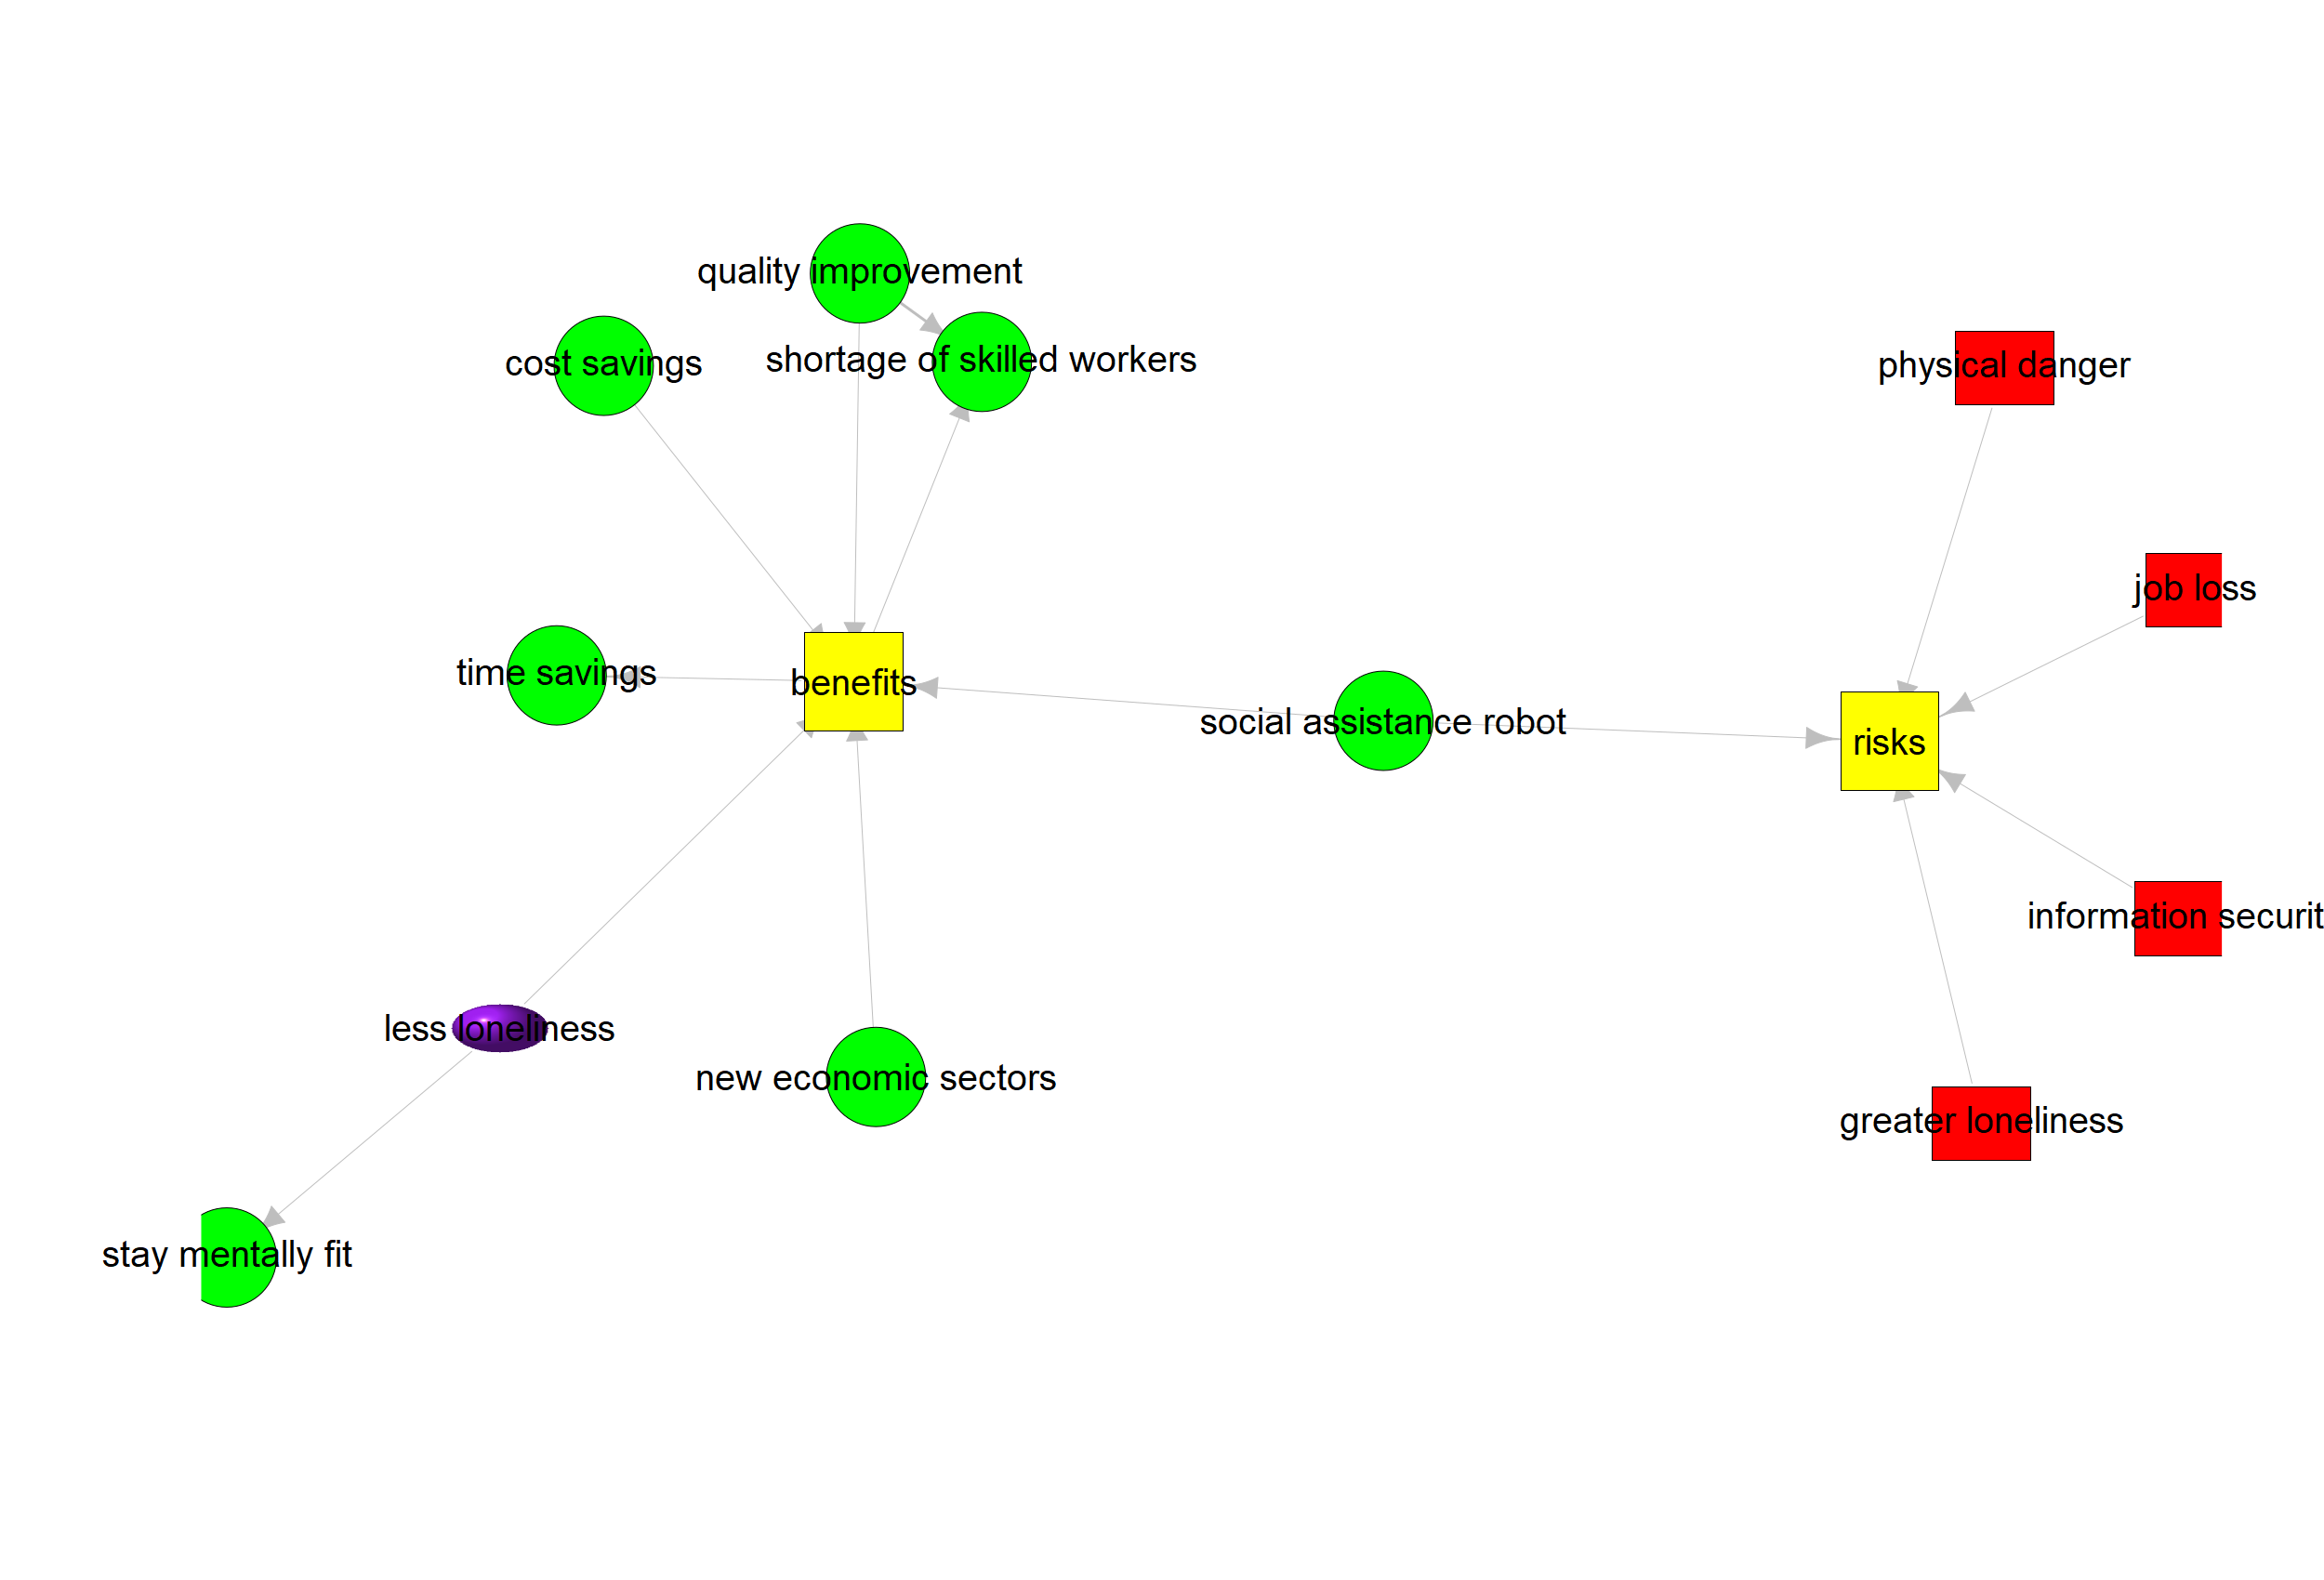 quality improvement
cost savings
shortage of skilled workers
physical danger
job loss
time savings
benefits
social assistance robot
risks
information securit
less loneliness
new economic sectors
greater loneliness
stay mentally fit